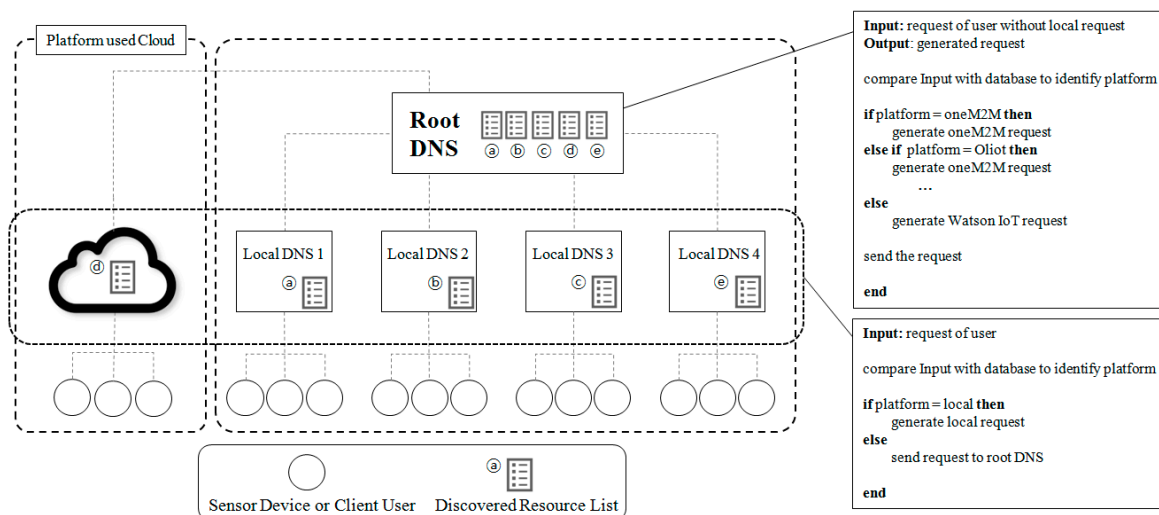 Platform used Cloud
Root
DNS
ⓐ ⓑ ⓒ ⓓ ⓔ
ⓓ
Local DNS 1
ⓐ
Local DNS 2
ⓑ
Local DNS 3
ⓒ
Local DNS 4
ⓔ
ⓐ
Sensor Device or Client User
Discovered Resource List
Input: request of user without local request
Output: generated request
compare Input with database to identify platform
if platform = oneM2M then
generate oneM2M request
else if platform = Oliot then
generate oneM2M request
...
else
generate Watson IoT request
send the request
end
Input: request of user
compare Input with database to identify platform
if platform = local then
generate local request
else
send request to root DNS
end